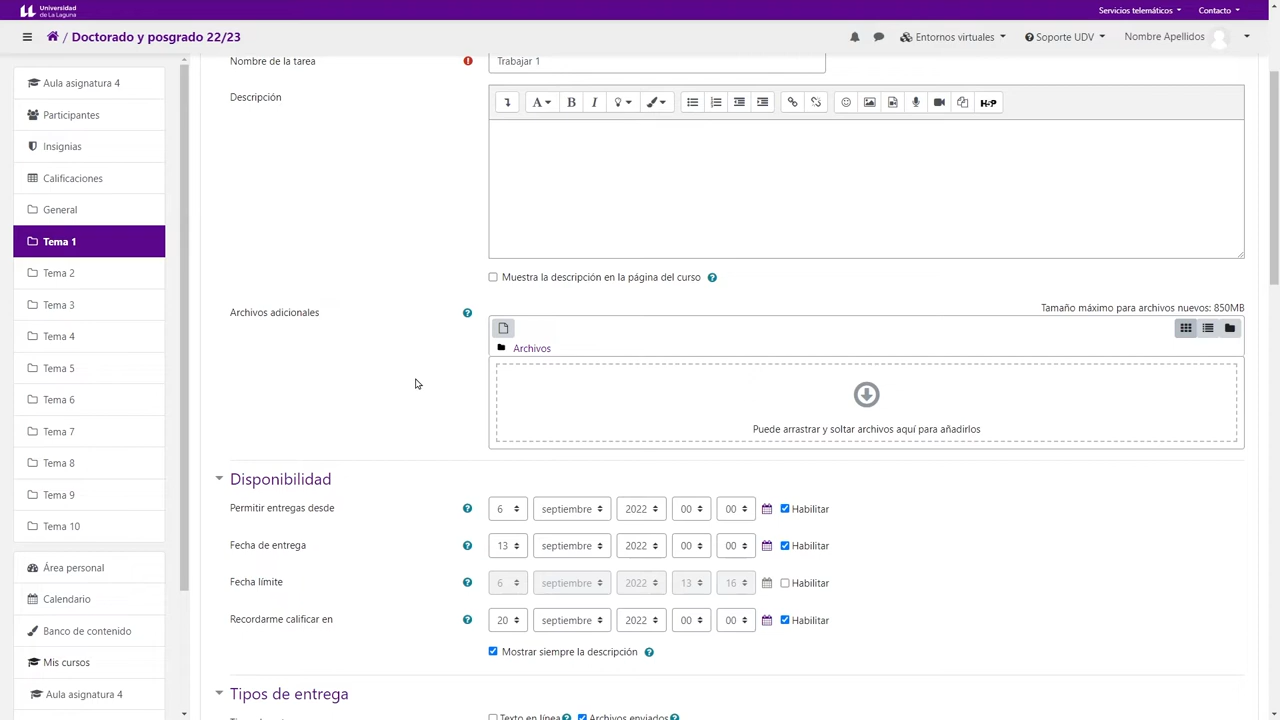 Universidad
de La Laguna
Servicios telemáticos
Contacto
/ Doctorado y posgrado 22/23
Entornos virtuales
Soporte UDV
Nombre Apellidos
Aula asignatura 4
Participantes
Insignias
Calificaciones
General
Tema 1
Tema 2
Tema 3
Tema 4
Tema 5
Tema 6
Tema 7
Tema 8
Tema 9
Tema 10
Área personal
Calendario
Banco de contenido
Mis cursos
Aula asignatura 4
Nombre de la tarea
Trabajar 1
Descripción
A B I H-P
Muestra la descripción en la página del curso
Archivos adicionales
Tamaño máximo para archivos nuevos: 850MB
Archivos
Puede arrastrar y soltar archivos aquí para añadirlos
Disponibilidad
Permitir entregas desde 6 septiembre 2022 00 00 Habilitar
Fecha de entrega 13 septiembre 2022 00 00 Habilitar
Fecha límite 6 septiembre 2022 13 16 Habilitar
Recordarme calificar en 20 septiembre 2022 00 00 Habilitar
Mostrar siempre la descripción
Tipos de entrega
Texto en línea Archivos enviados